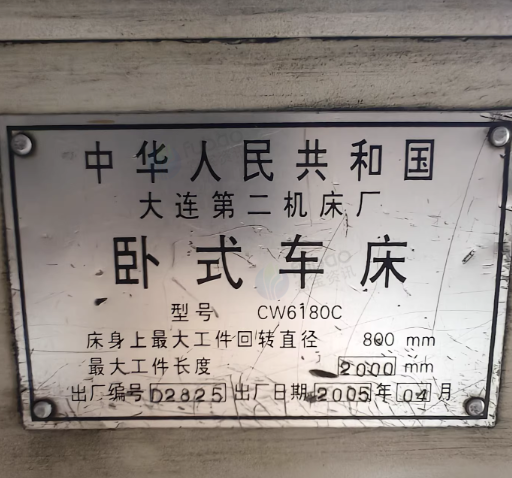 中华人民共和国
大连第二机床厂
卧式车床
型号 CW6180C
床身上最大工件回转直径 800 mm
最大工件长度 2000 mm
出厂编号 D2825 出厂日期 2005 年 04 月